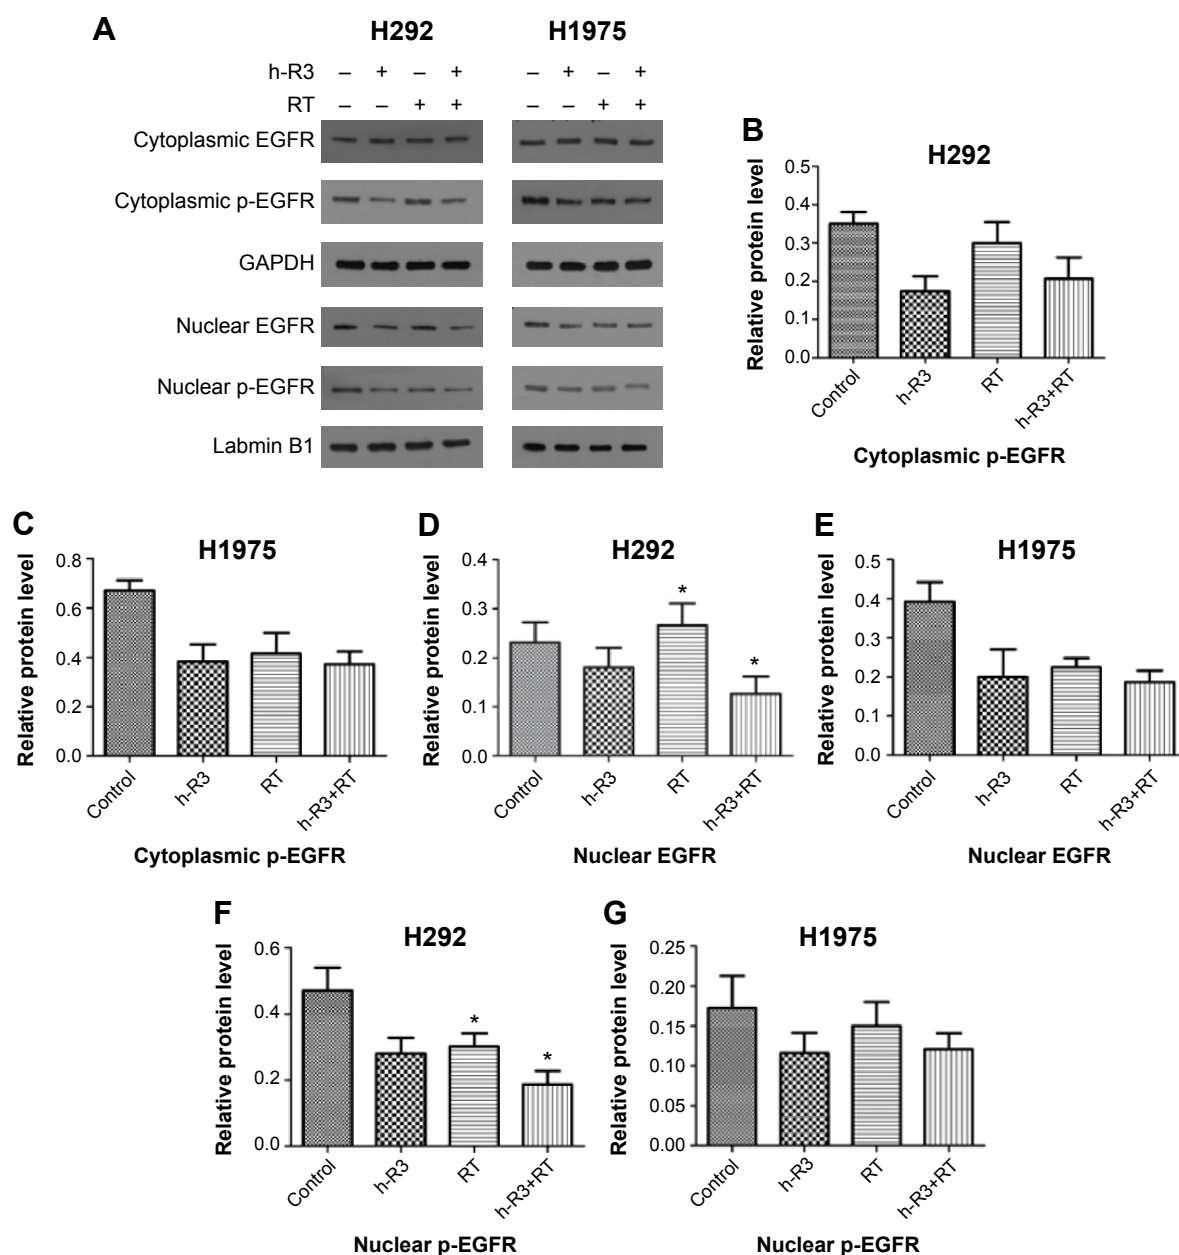 A
H292
H1975
h-R3 – + – + – + – +
RT – – + + – – + +
Cytoplasmic EGFR
Cytoplasmic p-EGFR
GAPDH
Nuclear EGFR
Nuclear p-EGFR
Labmin B1
B
H292
Relative protein level
0.5
0.4
0.3
0.2
0.1
0.0
Control
h-R3
RT
h-R3+RT
Cytoplasmic p-EGFR
C
H1975
Relative protein level
0.8
0.6
0.4
0.2
0.0
Control
h-R3
RT
h-R3+RT
Cytoplasmic p-EGFR
D
H292
Relative protein level
0.4
0.3
0.2
0.1
0.0
*
*
Control
h-R3
RT
h-R3+RT
Nuclear EGFR
E
H1975
Relative protein level
0.5
0.4
0.3
0.2
0.1
0.0
Control
h-R3
RT
h-R3+RT
Nuclear EGFR
F
H292
Relative protein level
0.6
0.4
0.2
0.0
*
*
Control
h-R3
RT
h-R3+RT
Nuclear p-EGFR
G
H1975
Relative protein level
0.25
0.20
0.15
0.10
0.05
0.00
Control
h-R3
RT
h-R3+RT
Nuclear p-EGFR